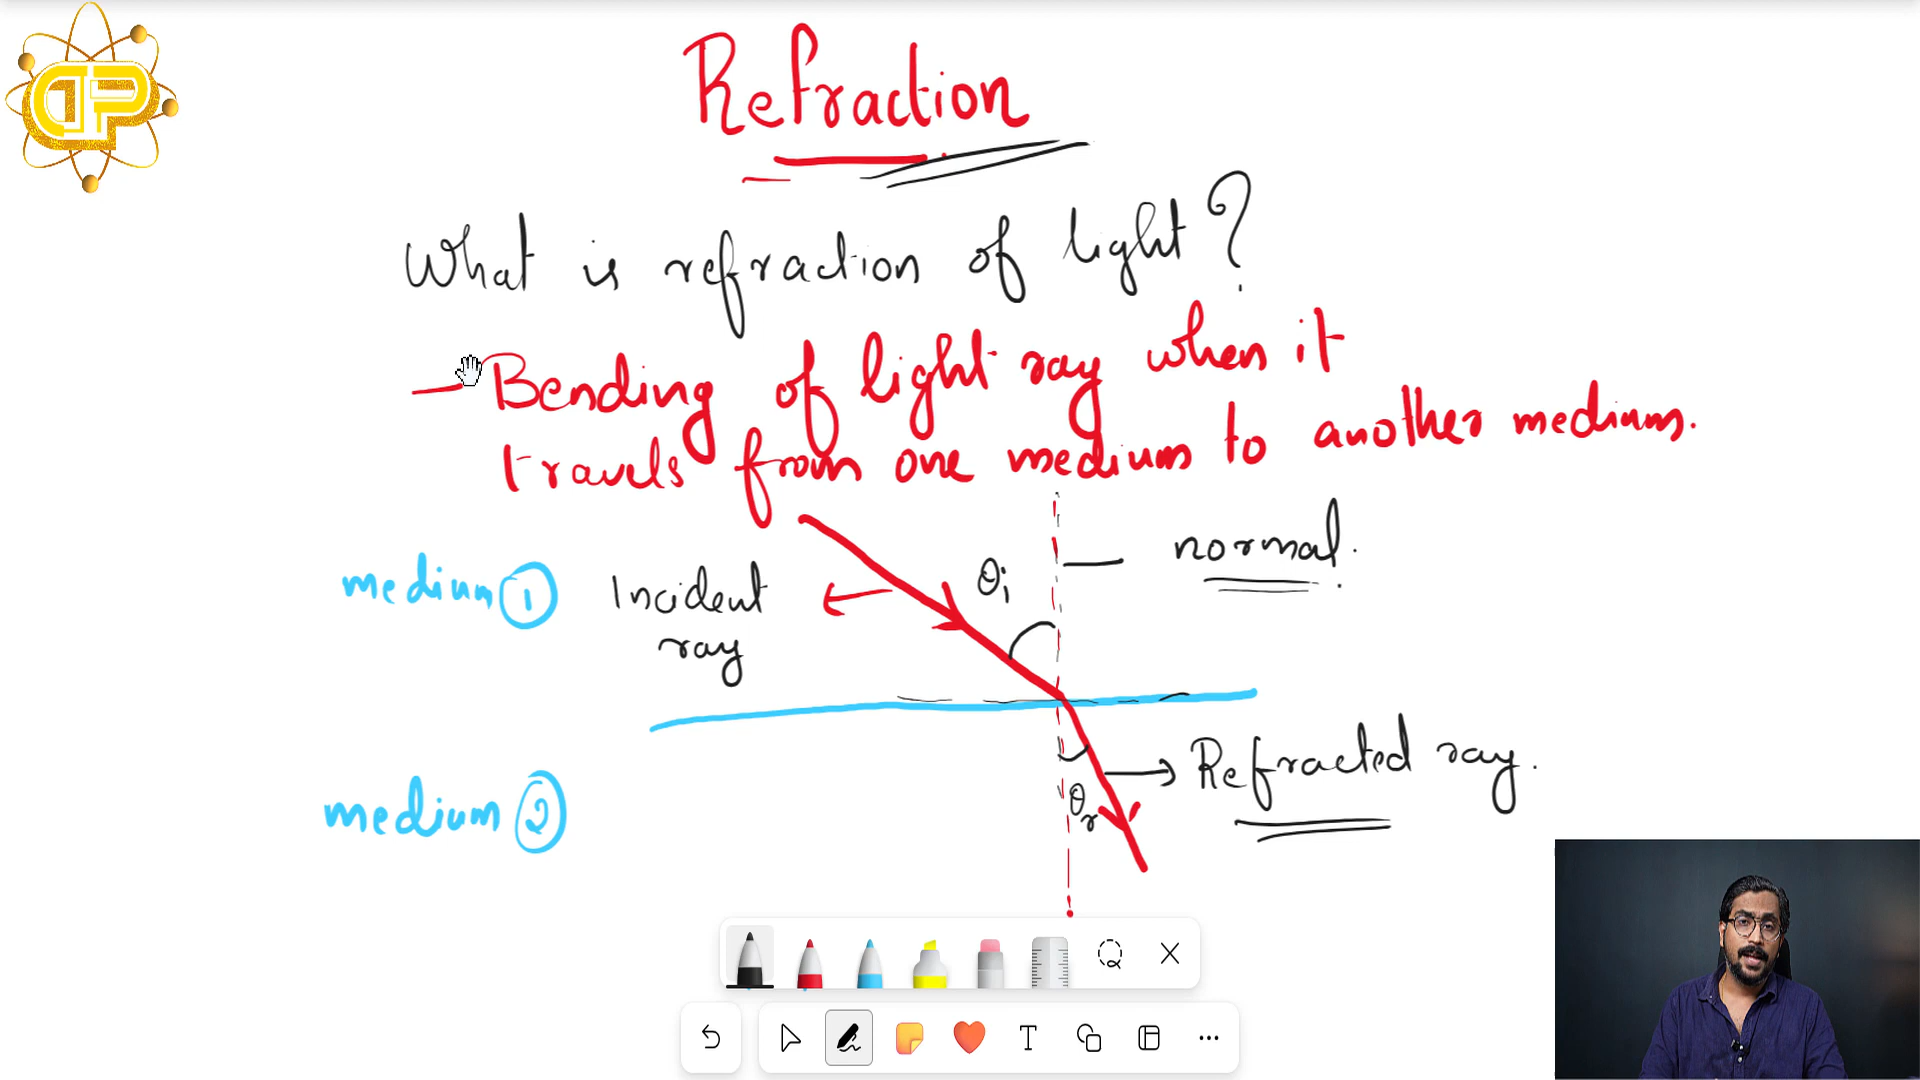 DP
Refraction
What is refraction of light?
- Bending of light ray when it
travels from one medium to another medium.
normal.
θi
medium 1
Incident
ray
Refracted ray.
θr
medium 2
T